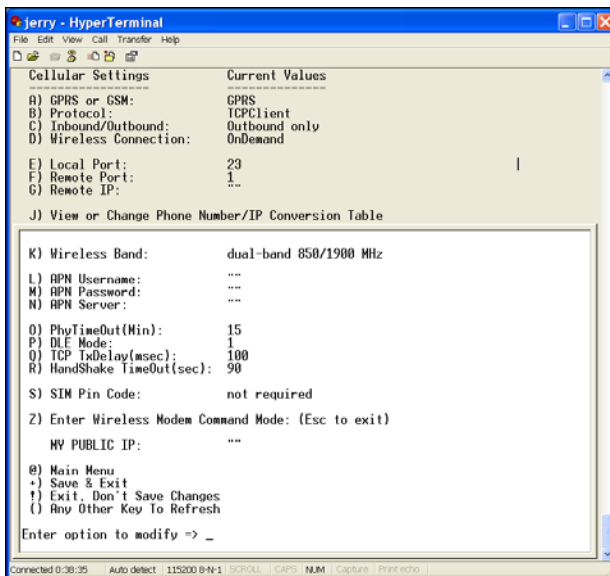 jerry - HyperTerminal
File Edit View Call Transfer Help
Cellular Settings Current Values
----------------- --------------
A) GPRS or GSM: GPRS
B) Protocol: TCPClient
C) Inbound/Outbound: Outbound only
D) Wireless Connection: OnDemand
E) Local Port: 23
F) Remote Port: 1
G) Remote IP: ""
J) View or Change Phone Number/IP Conversion Table
K) Wireless Band: dual-band 850/1900 MHz
L) APN Username: ""
M) APN Password: ""
N) APN Server: ""
O) PhyTimeOut(Min): 15
P) DLE Mode: 1
Q) TCP TxDelay(msec): 100
R) HandShake TimeOut(sec): 90
S) SIM Pin Code: not required
Z) Enter Wireless Modem Command Mode: (Esc to exit)
MY PUBLIC IP: ""
@) Main Menu
+) Save & Exit
!) Exit, Don't Save Changes
() Any Other Key To Refresh
Enter option to modify => _
Connected 0:38:35 Auto detect 115200 8-N-1 SCROLL CAPS NUM Capture Print echo